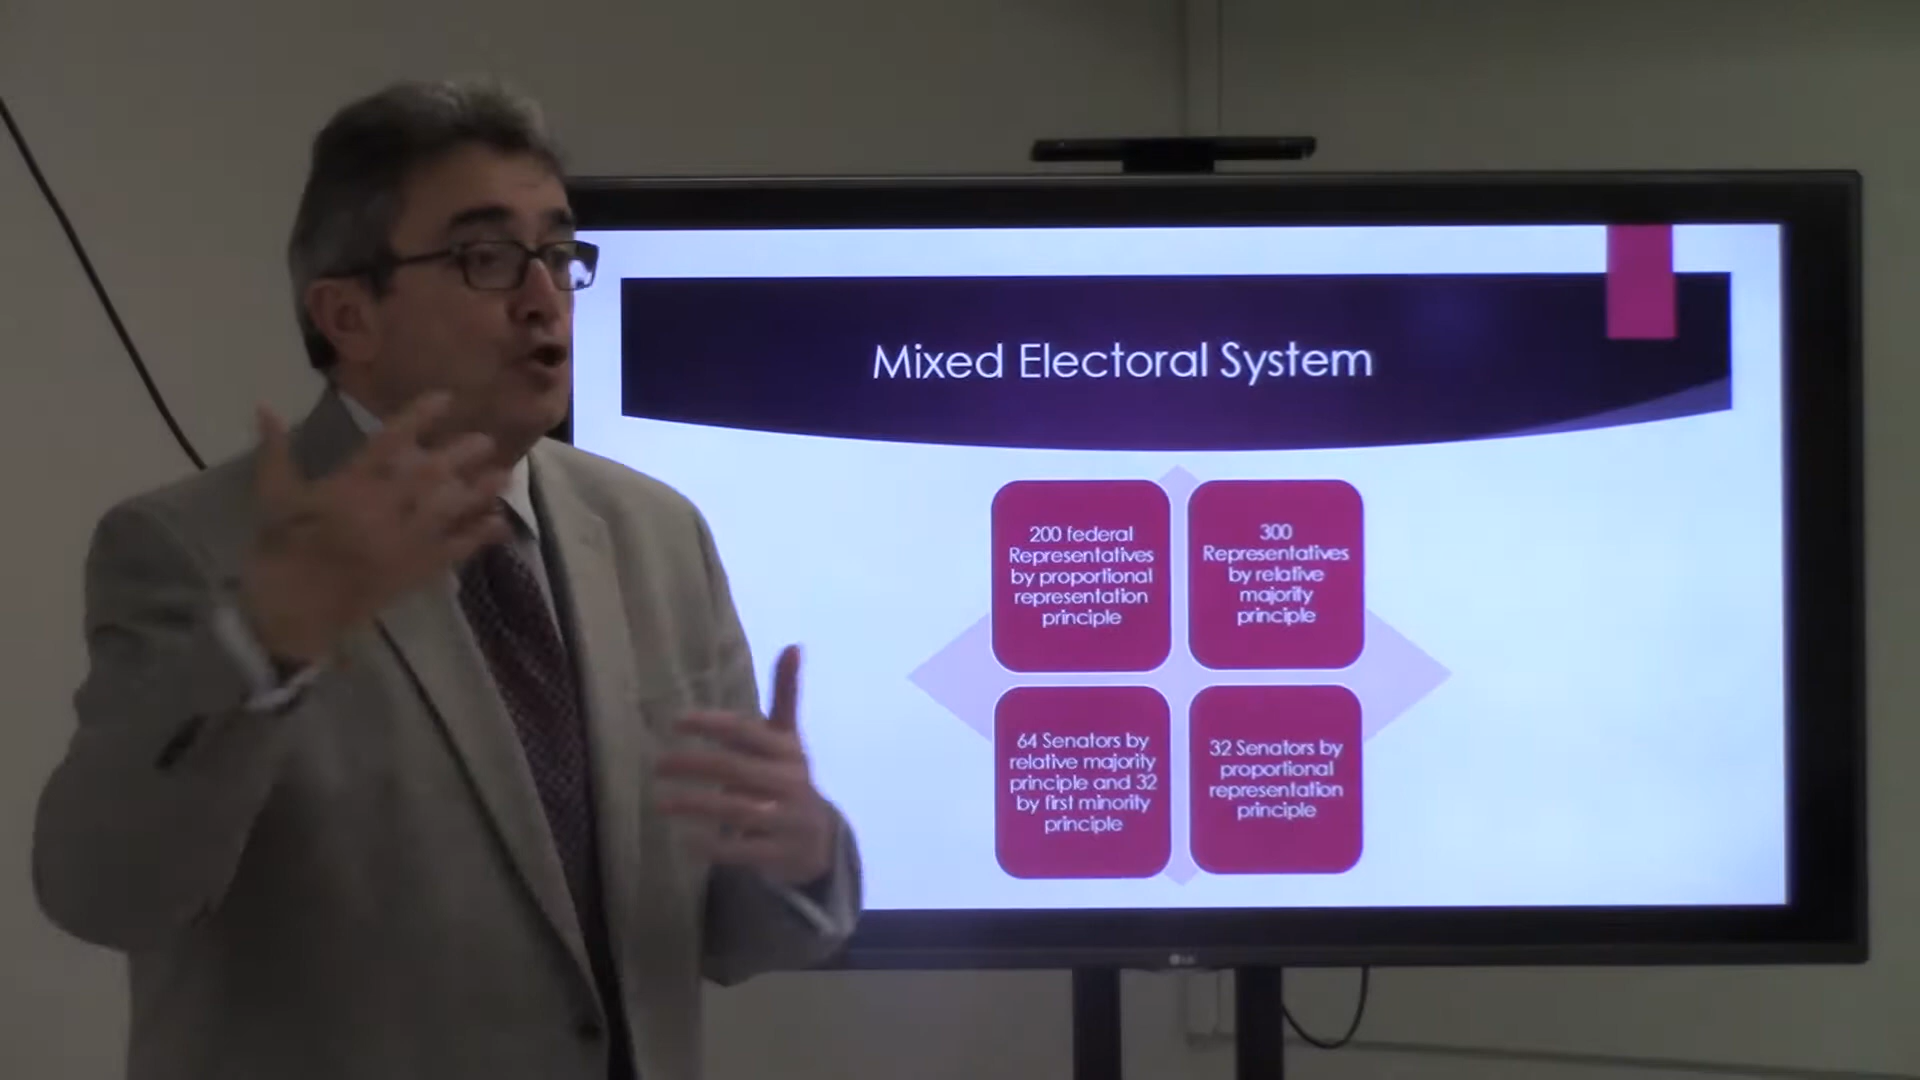 Mixed Electoral System
200 federal
Representatives
by proportional
representation
principle
300
Representatives
by relative
majority
principle
64 Senators by
relative majority
principle and 32
by first minority
principle
32 Senators by
proportional
representation
principle
LG